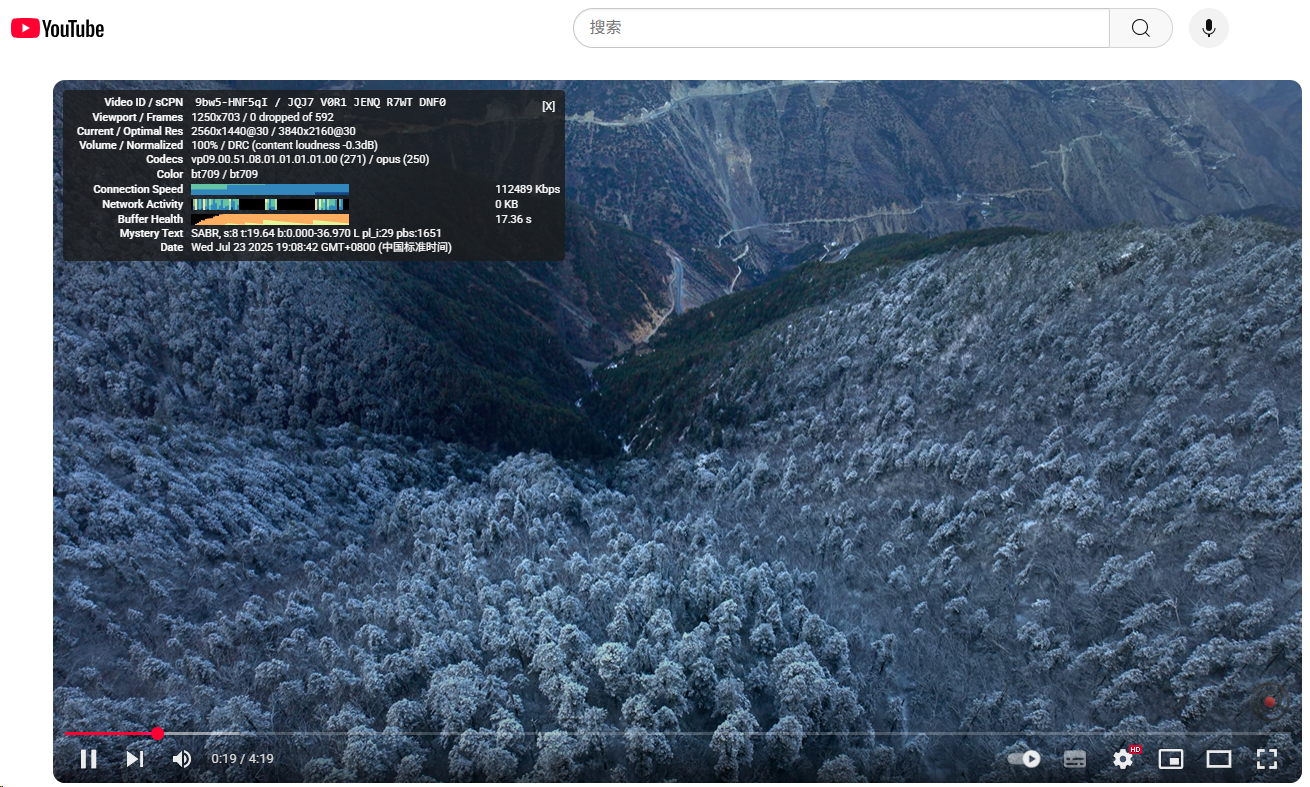 YouTube
搜索
Video ID / sCPN 9bw5-HNF5qI / JQJ7 V0R1 JENQ R7WT DNF0
[X]
Viewport / Frames 1250x703 / 0 dropped of 592
Current / Optimal Res 2560x1440@30 / 3840x2160@30
Volume / Normalized 100% / DRC (content loudness -0.3dB)
Codecs vp09.00.51.08.01.01.01.01.00 (271) / opus (250)
Color bt709 / bt709
Connection Speed 112489 Kbps
Network Activity 0 KB
Buffer Health 17.36 s
Mystery Text SABR, s:8 t:19.64 b:0.000-36.970 L pl_i:29 pbs:1651
Date Wed Jul 23 2025 19:08:42 GMT+0800 (中国标准时间)
0:19 / 4:19
HD